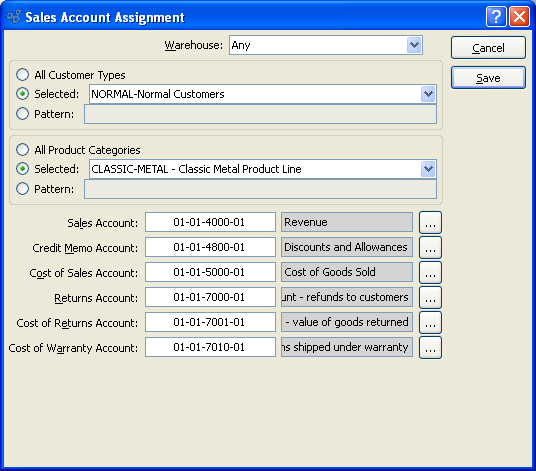 Sales Account Assignment
Warehouse: Any
Cancel
All Customer Types
Selected: NORMAL-Normal Customers
Save
Pattern:
All Product Categories
Selected: CLASSIC-METAL - Classic Metal Product Line
Pattern:
Sales Account: 01-01-4000-01 Revenue ...
Credit Memo Account: 01-01-4800-01 Discounts and Allowances ...
Cost of Sales Account: 01-01-5000-01 Cost of Goods Sold ...
Returns Account: 01-01-7000-01 unt - refunds to customers ...
Cost of Returns Account: 01-01-7001-01 - value of goods returned ...
Cost of Warranty Account: 01-01-7010-01 ns shipped under warranty ...